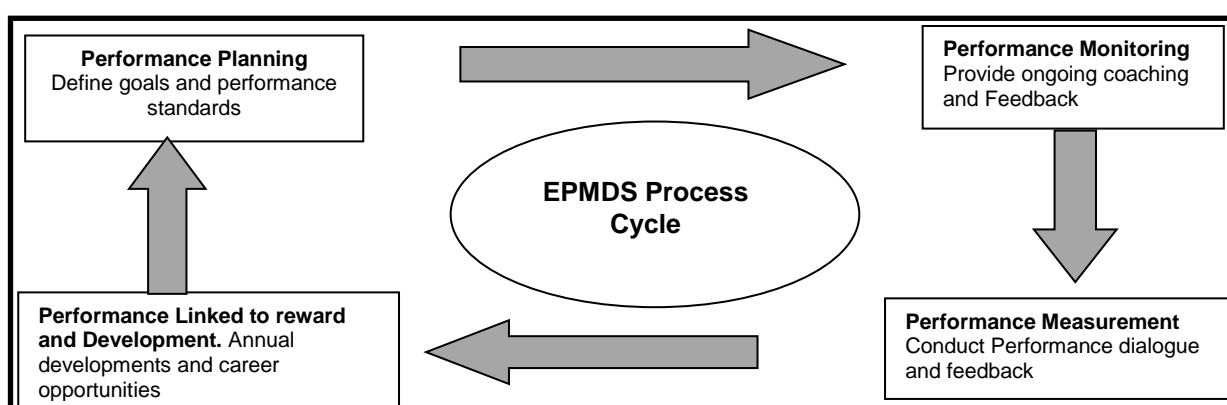 Performance Planning
Define goals and performance
standards
Performance Monitoring
Provide ongoing coaching
and Feedback
EPMDS Process
Cycle
Performance Linked to reward
and Development. Annual
developments and career
opportunities
Performance Measurement
Conduct Performance dialogue
and feedback